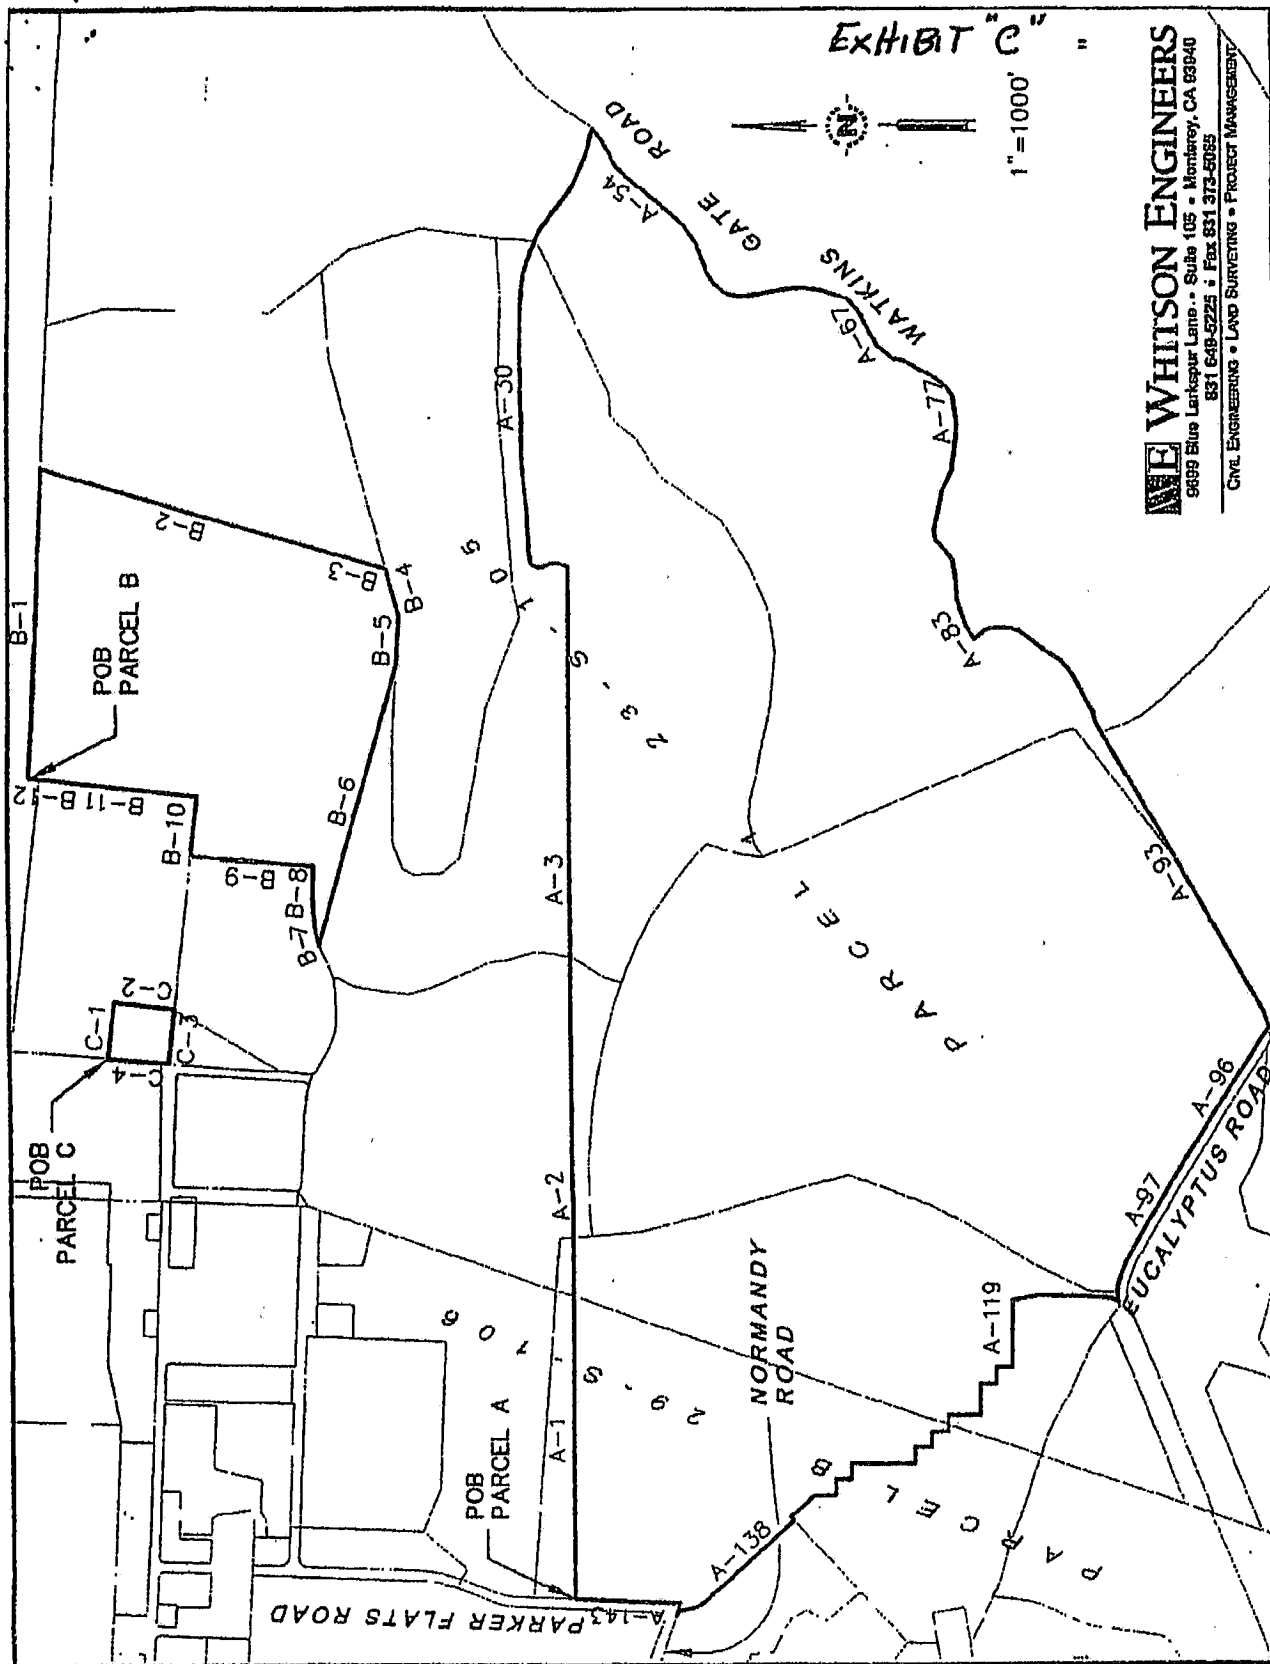 EXHIBIT "C"
1"=1000'
N
WHITSON ENGINEERS
9699 Blue Larkspur Lane • Suite 105 • Monterey, CA 93940
831 649-5225 • Fax 831 373-5065
CIVIL ENGINEERING • LAND SURVEYING • PROJECT MANAGEMENT
B-1
POB
PARCEL B
B-2
B-3
B-4
B-5
B-6
B-7
B-8
B-9
B-10
B-11
B-12
C-1
C-2
C-3
C-4
POB
PARCEL C
WATKINS GATE ROAD
A-54
A-67
A-77
A-83
A-30
A-3
A-2
A-1
POB
PARCEL A
PARCEL A
23.S
PARKER FLATS ROAD
A-143
A-138
NORMANDY
ROAD
A-119
PARCEL B
A-93
A-96
A-97
EUCALYPTUS ROAD